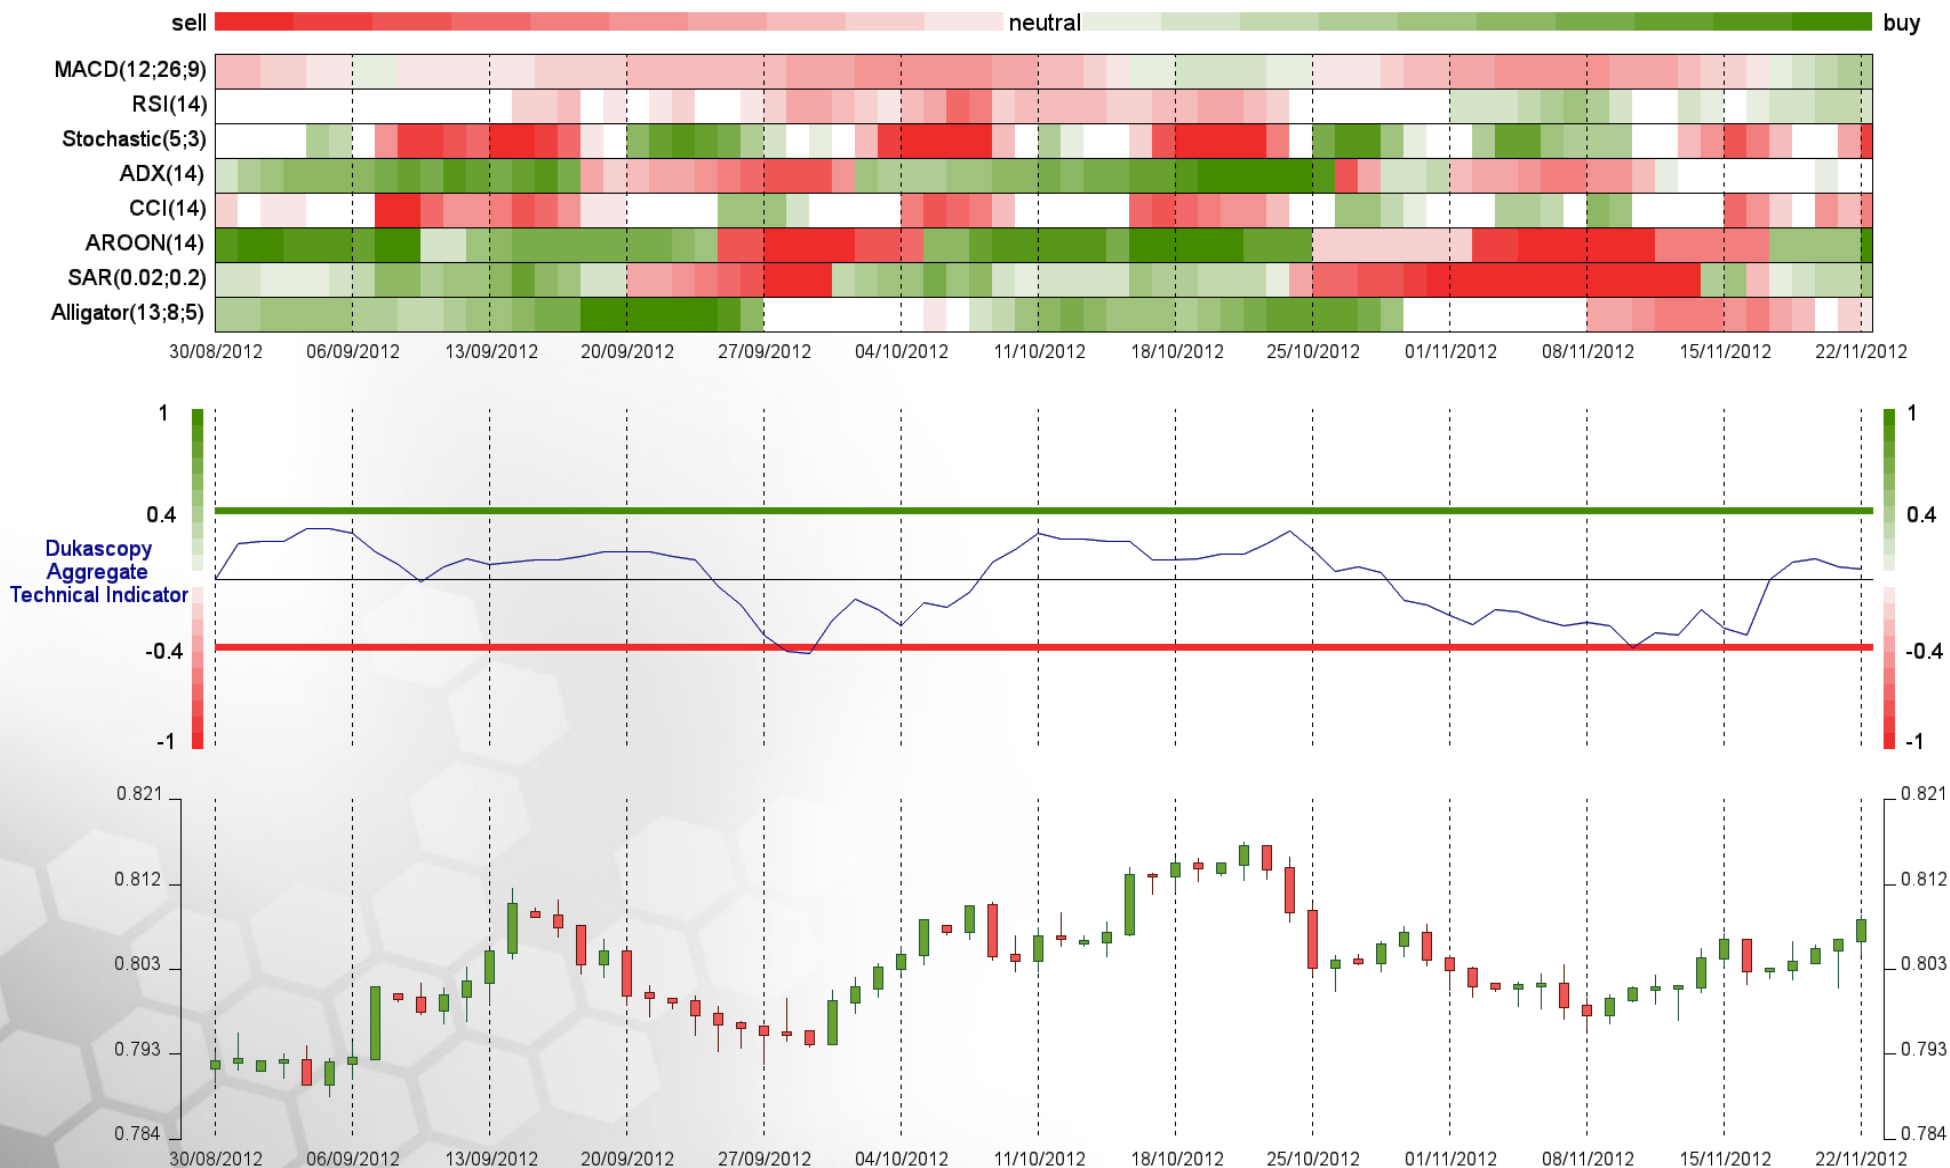 sell neutral buy
MACD(12;26;9)
RSI(14)
Stochastic(5;3)
ADX(14)
CCI(14)
AROON(14)
SAR(0.02;0.2)
Alligator(13;8;5)
30/08/2012 06/09/2012 13/09/2012 20/09/2012 27/09/2012 04/10/2012 11/10/2012 18/10/2012 25/10/2012 01/11/2012 08/11/2012 15/11/2012 22/11/2012
1 1
0.4 0.4
Dukascopy
Aggregate
Technical Indicator
-0.4 -0.4
-1 -1
0.821 0.821
0.812 0.812
0.803 0.803
0.793 0.793
0.784 0.784
30/08/2012 06/09/2012 13/09/2012 20/09/2012 27/09/2012 04/10/2012 11/10/2012 18/10/2012 25/10/2012 01/11/2012 08/11/2012 15/11/2012 22/11/2012